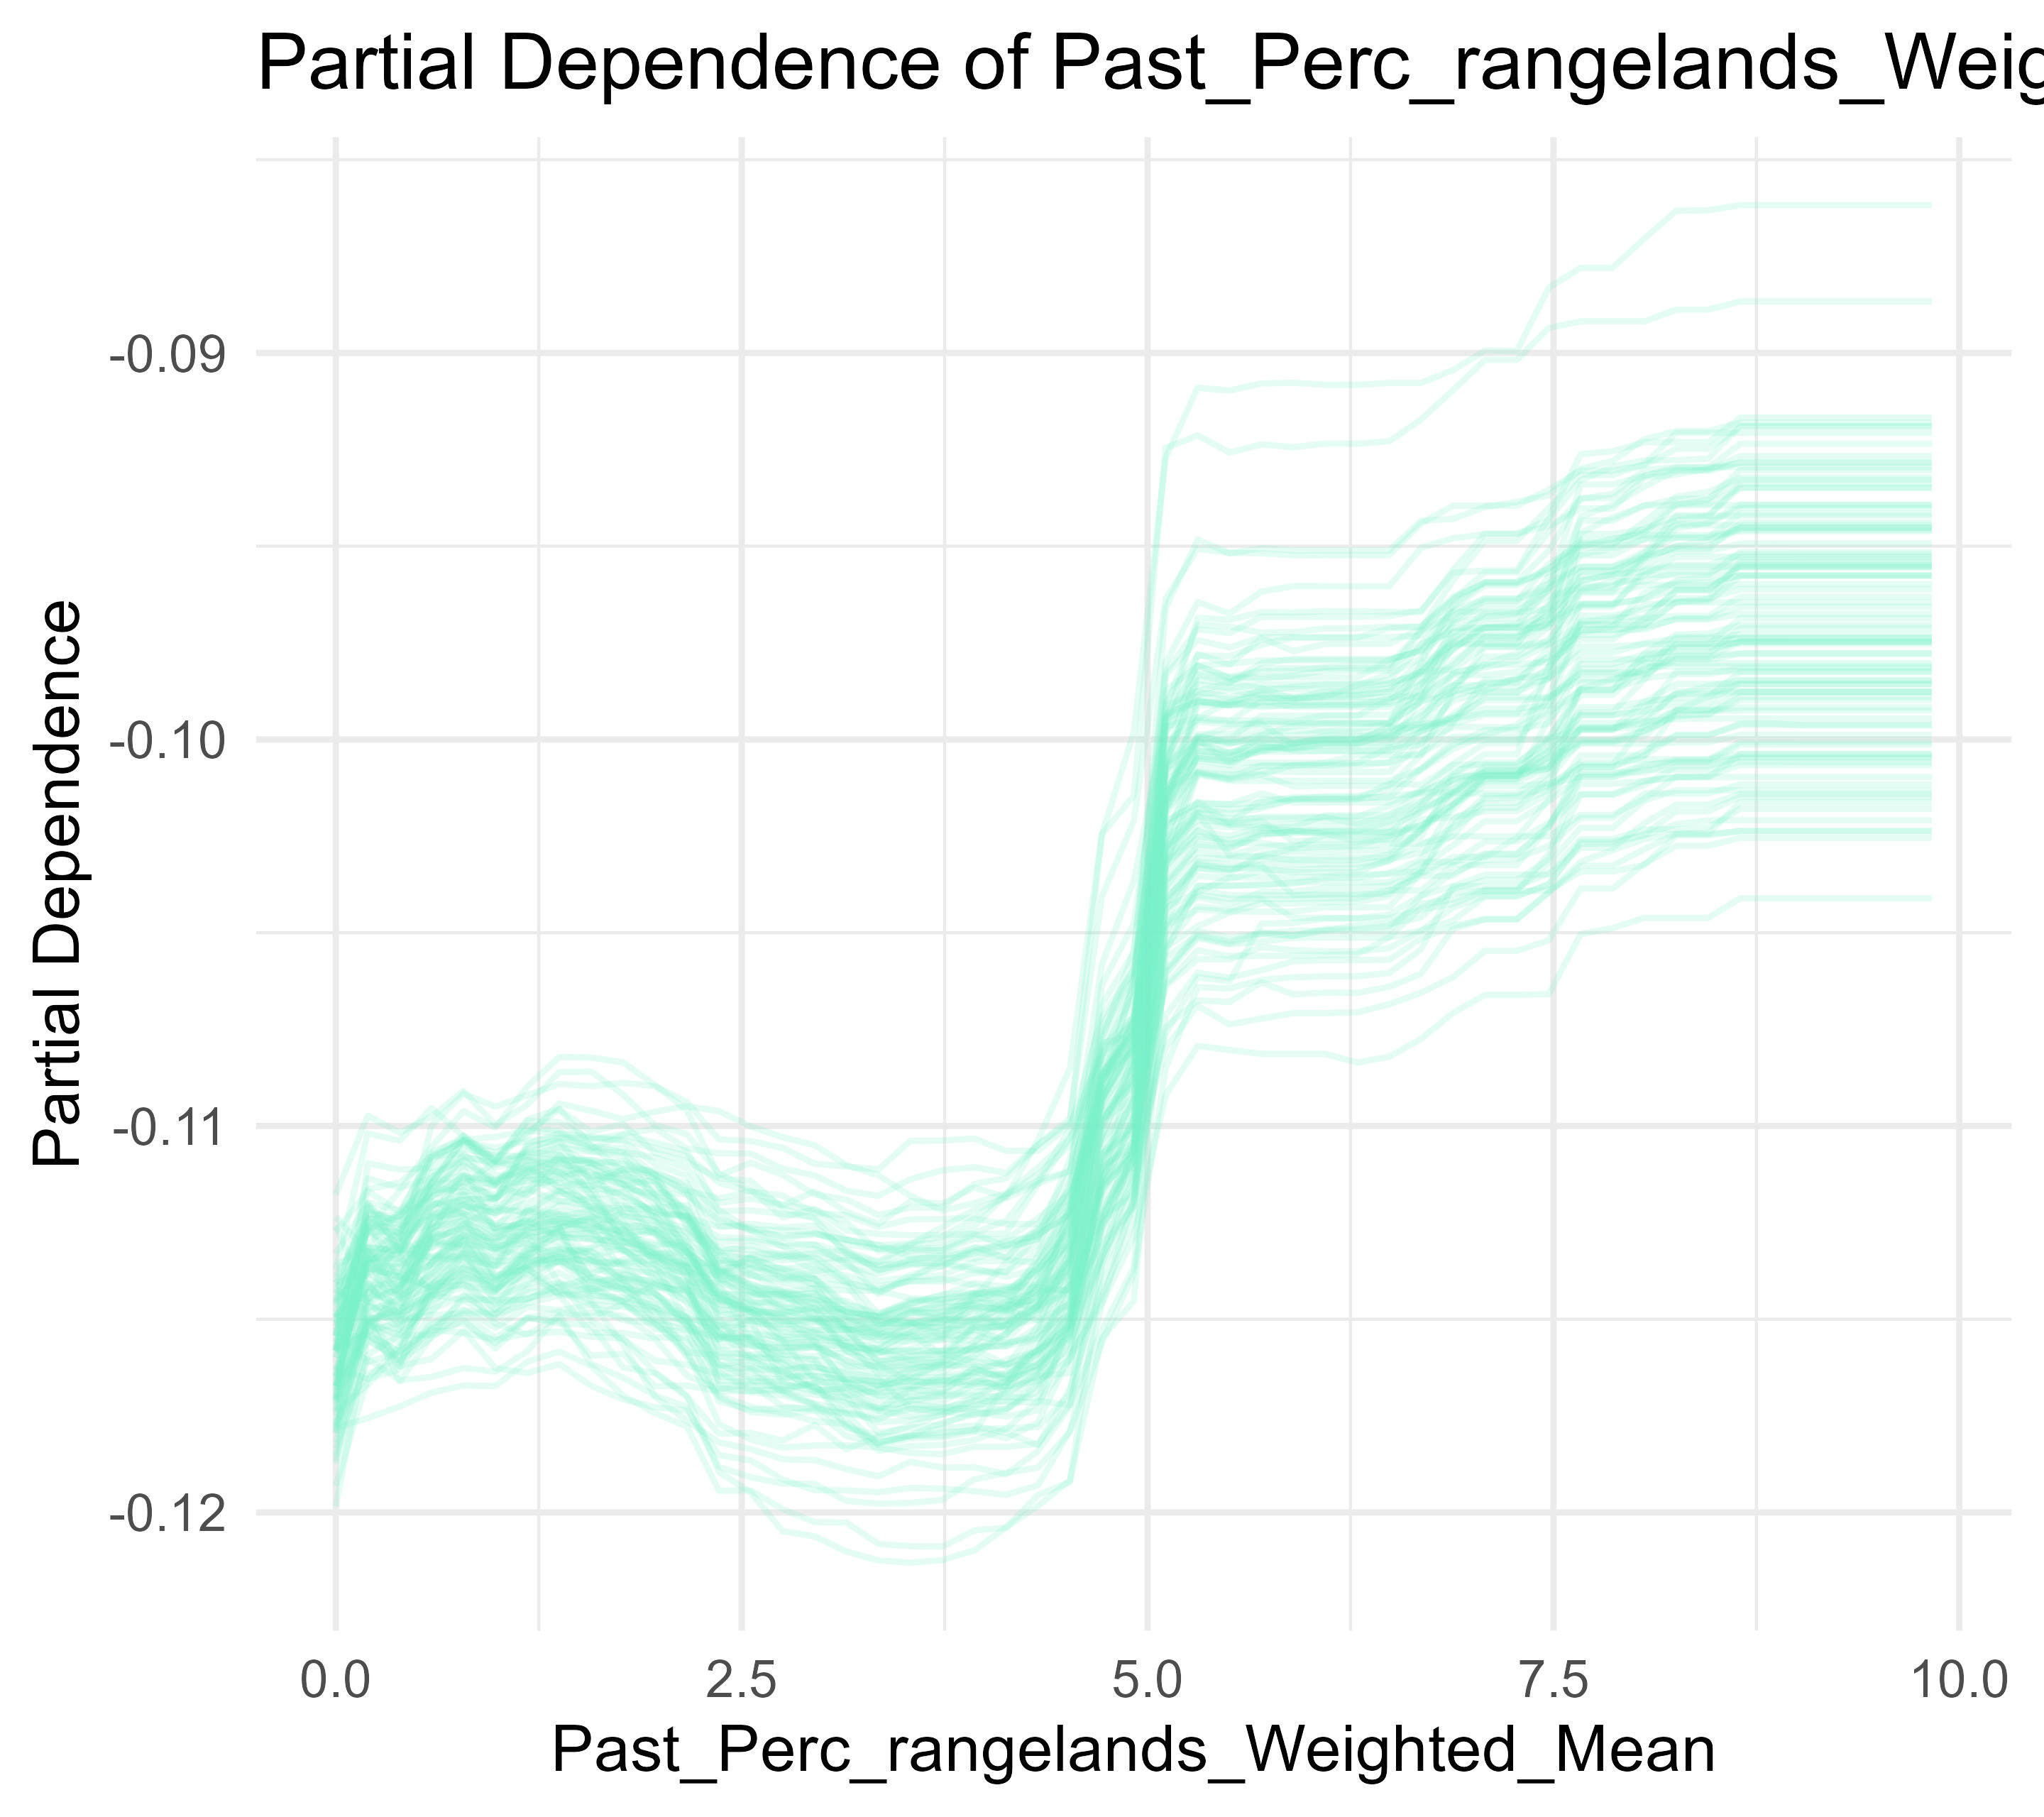 Partial Dependence of Past_Perc_rangelands_Weig
Partial Dependence
-0.09
-0.10
-0.11
-0.12
0.0 2.5 5.0 7.5 10.0
Past_Perc_rangelands_Weighted_Mean